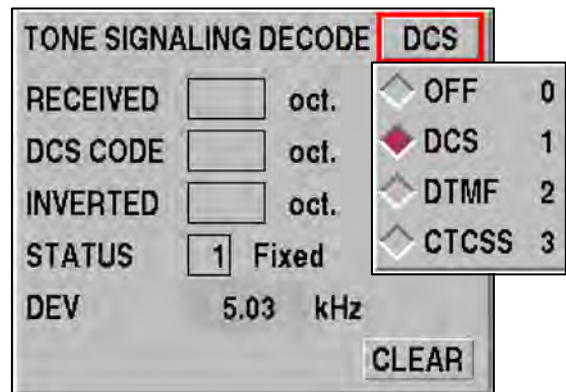 TONE SIGNALING DECODE DCS
RECEIVED oct.
DCS CODE oct.
INVERTED oct.
STATUS 1 Fixed
DEV 5.03 kHz
CLEAR
OFF 0
DCS 1
DTMF 2
CTCSS 3